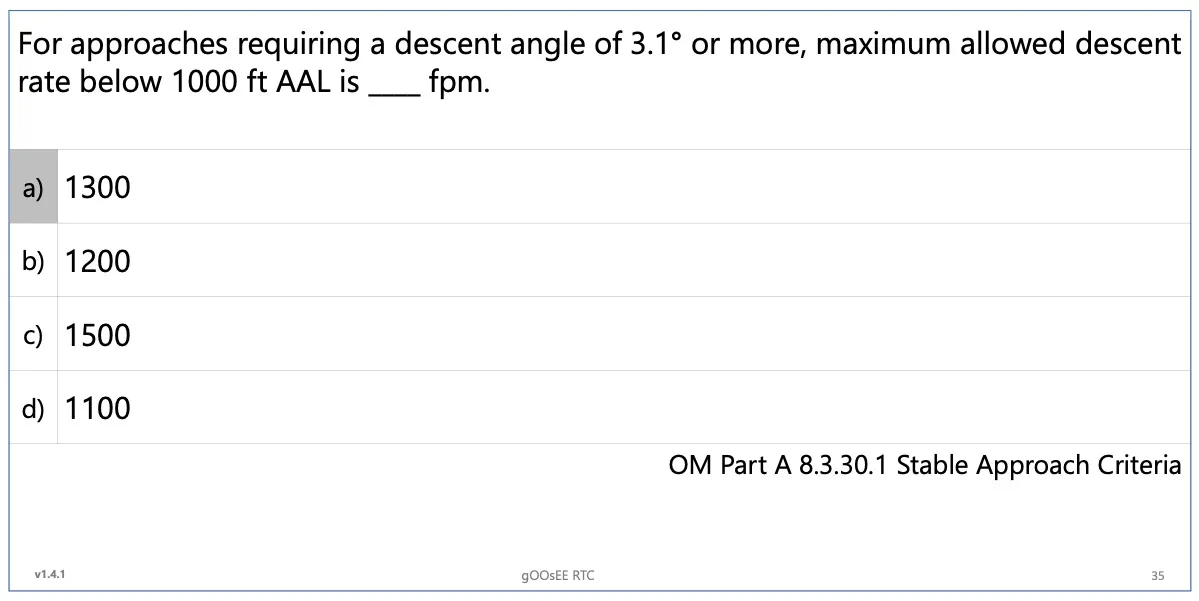 For approaches requiring a descent angle of 3.1° or more, maximum allowed descent
rate below 1000 ft AAL is ____ fpm.
a) 1300
b) 1200
c) 1500
d) 1100
OM Part A 8.3.30.1 Stable Approach Criteria
v1.4.1 gOOsEE RTC 35